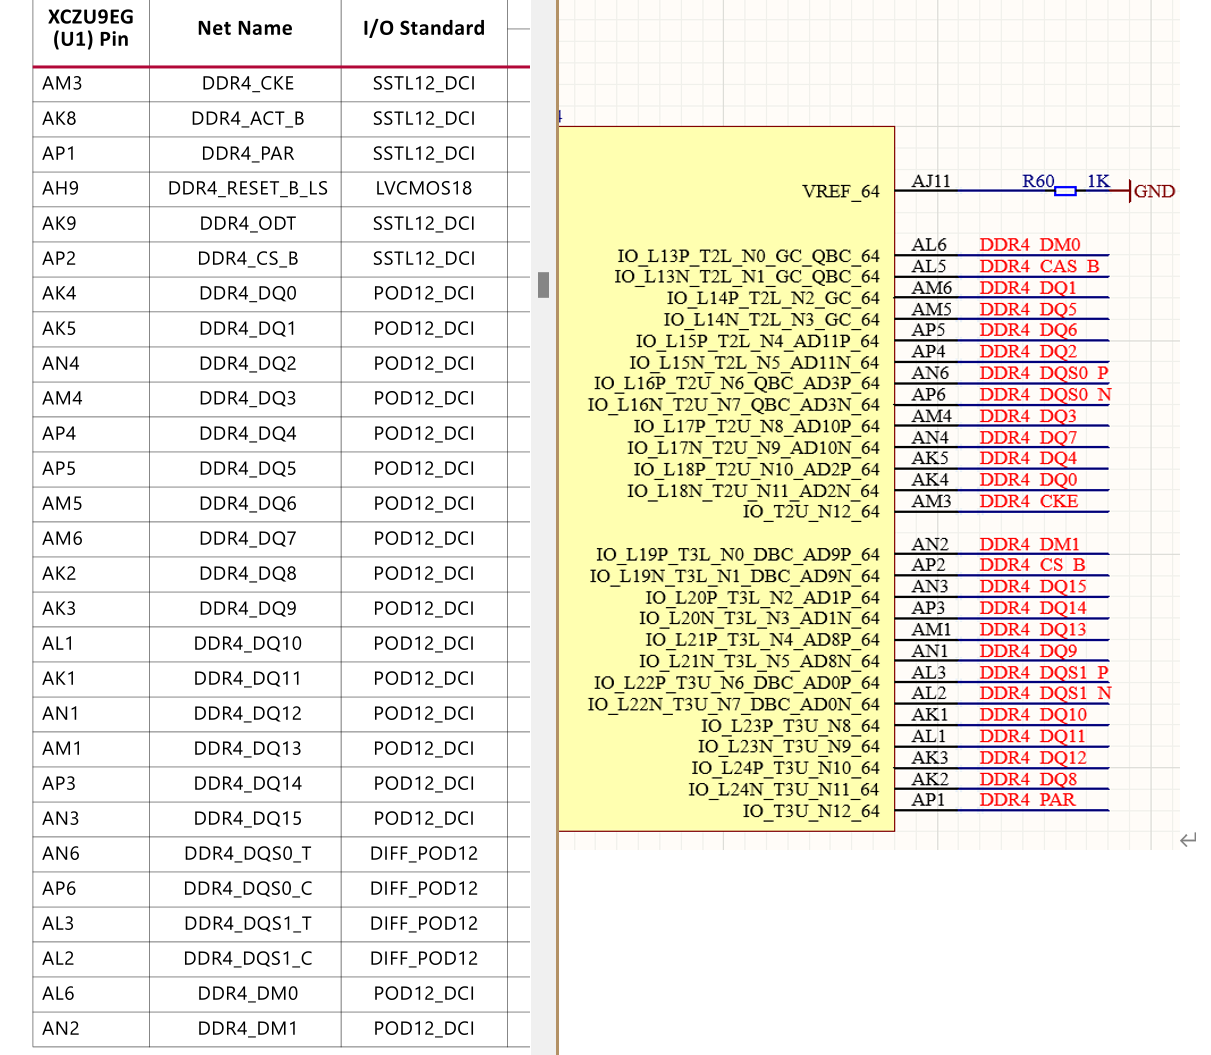 XCZU9EG
(U1) Pin Net Name I/O Standard
AM3 DDR4_CKE SSTL12_DCI
AK8 DDR4_ACT_B SSTL12_DCI
AP1 DDR4_PAR SSTL12_DCI
AH9 DDR4_RESET_B_LS LVCMOS18
AK9 DDR4_ODT SSTL12_DCI
AP2 DDR4_CS_B SSTL12_DCI
AK4 DDR4_DQ0 POD12_DCI
AK5 DDR4_DQ1 POD12_DCI
AN4 DDR4_DQ2 POD12_DCI
AM4 DDR4_DQ3 POD12_DCI
AP4 DDR4_DQ4 POD12_DCI
AP5 DDR4_DQ5 POD12_DCI
AM5 DDR4_DQ6 POD12_DCI
AM6 DDR4_DQ7 POD12_DCI
AK2 DDR4_DQ8 POD12_DCI
AK3 DDR4_DQ9 POD12_DCI
AL1 DDR4_DQ10 POD12_DCI
AK1 DDR4_DQ11 POD12_DCI
AN1 DDR4_DQ12 POD12_DCI
AM1 DDR4_DQ13 POD12_DCI
AP3 DDR4_DQ14 POD12_DCI
AN3 DDR4_DQ15 POD12_DCI
AN6 DDR4_DQS0_T DIFF_POD12
AP6 DDR4_DQS0_C DIFF_POD12
AL3 DDR4_DQS1_T DIFF_POD12
AL2 DDR4_DQS1_C DIFF_POD12
AL6 DDR4_DM0 POD12_DCI
AN2 DDR4_DM1 POD12_DCI
VREF_64 AJ11 R60 1K GND
IO_L13P_T2L_N0_GC_QBC_64 AL6 DDR4_DM0
IO_L13N_T2L_N1_GC_QBC_64 AL5 DDR4_CAS_B
IO_L14P_T2L_N2_GC_64 AM6 DDR4_DQ1
IO_L14N_T2L_N3_GC_64 AM5 DDR4_DQ5
IO_L15P_T2L_N4_AD11P_64 AP5 DDR4_DQ6
IO_L15N_T2L_N5_AD11N_64 AP4 DDR4_DQ2
IO_L16P_T2U_N6_QBC_AD3P_64 AN6 DDR4_DQS0_P
IO_L16N_T2U_N7_QBC_AD3N_64 AP6 DDR4_DQS0_N
IO_L17P_T2U_N8_AD10P_64 AM4 DDR4_DQ3
IO_L17N_T2U_N9_AD10N_64 AN4 DDR4_DQ7
IO_L18P_T2U_N10_AD2P_64 AK5 DDR4_DQ4
IO_L18N_T2U_N11_AD2N_64 AK4 DDR4_DQ0
IO_T2U_N12_64 AM3 DDR4_CKE
IO_L19P_T3L_N0_DBC_AD9P_64 AN2 DDR4_DM1
IO_L19N_T3L_N1_DBC_AD9N_64 AP2 DDR4_CS_B
IO_L20P_T3L_N2_AD1P_64 AN3 DDR4_DQ15
IO_L20N_T3L_N3_AD1N_64 AP3 DDR4_DQ14
IO_L21P_T3L_N4_AD8P_64 AM1 DDR4_DQ13
IO_L21N_T3L_N5_AD8N_64 AN1 DDR4_DQ9
IO_L22P_T3U_N6_DBC_AD0P_64 AL3 DDR4_DQS1_P
IO_L22N_T3U_N7_DBC_AD0N_64 AL2 DDR4_DQS1_N
IO_L23P_T3U_N8_64 AK1 DDR4_DQ10
IO_L23N_T3U_N9_64 AL1 DDR4_DQ11
IO_L24P_T3U_N10_64 AK3 DDR4_DQ12
IO_L24N_T3U_N11_64 AK2 DDR4_DQ8
IO_T3U_N12_64 AP1 DDR4_PAR